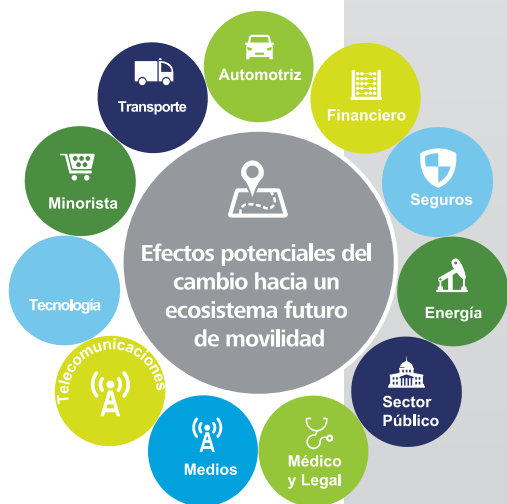 Automotriz
Financiero
Seguros
Energía
Sector
Público
Médico
y Legal
Medios
Telecomunicaciones
Tecnología
Minorista
Transporte
Efectos potenciales del
cambio hacia un
ecosistema futuro
de movilidad